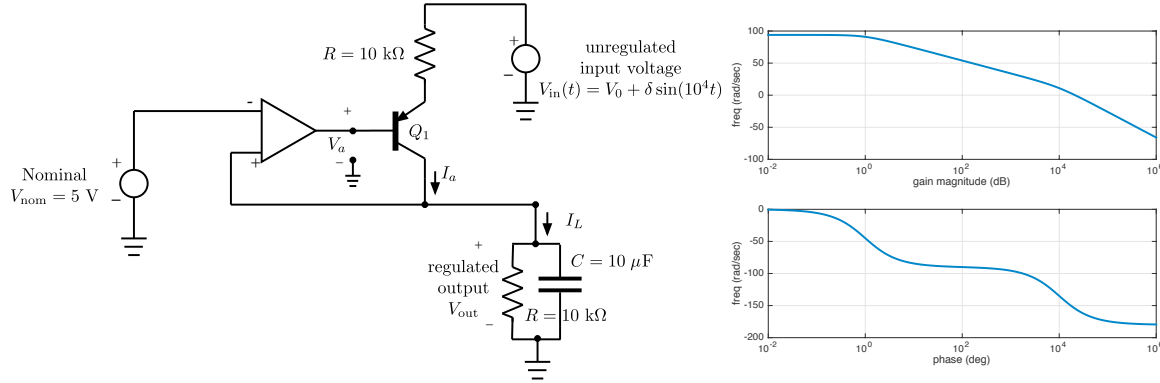 R = 10 kΩ
+
−
unregulated
input voltage
V_in(t) = V_0 + δ sin(10^4 t)
-
+
+
V_a
−
Q_1
I_a
Nominal
V_nom = 5 V
+
−
I_L
+
regulated
output
V_out
−
C = 10 μF
R = 10 kΩ
100
50
0
-50
-100
freq (rad/sec)
10^-2
10^0
10^2
10^4
gain magnitude (dB)
0
-50
-100
-150
-200
freq (rad/sec)
10^-2
10^0
10^2
10^4
phase (deg)